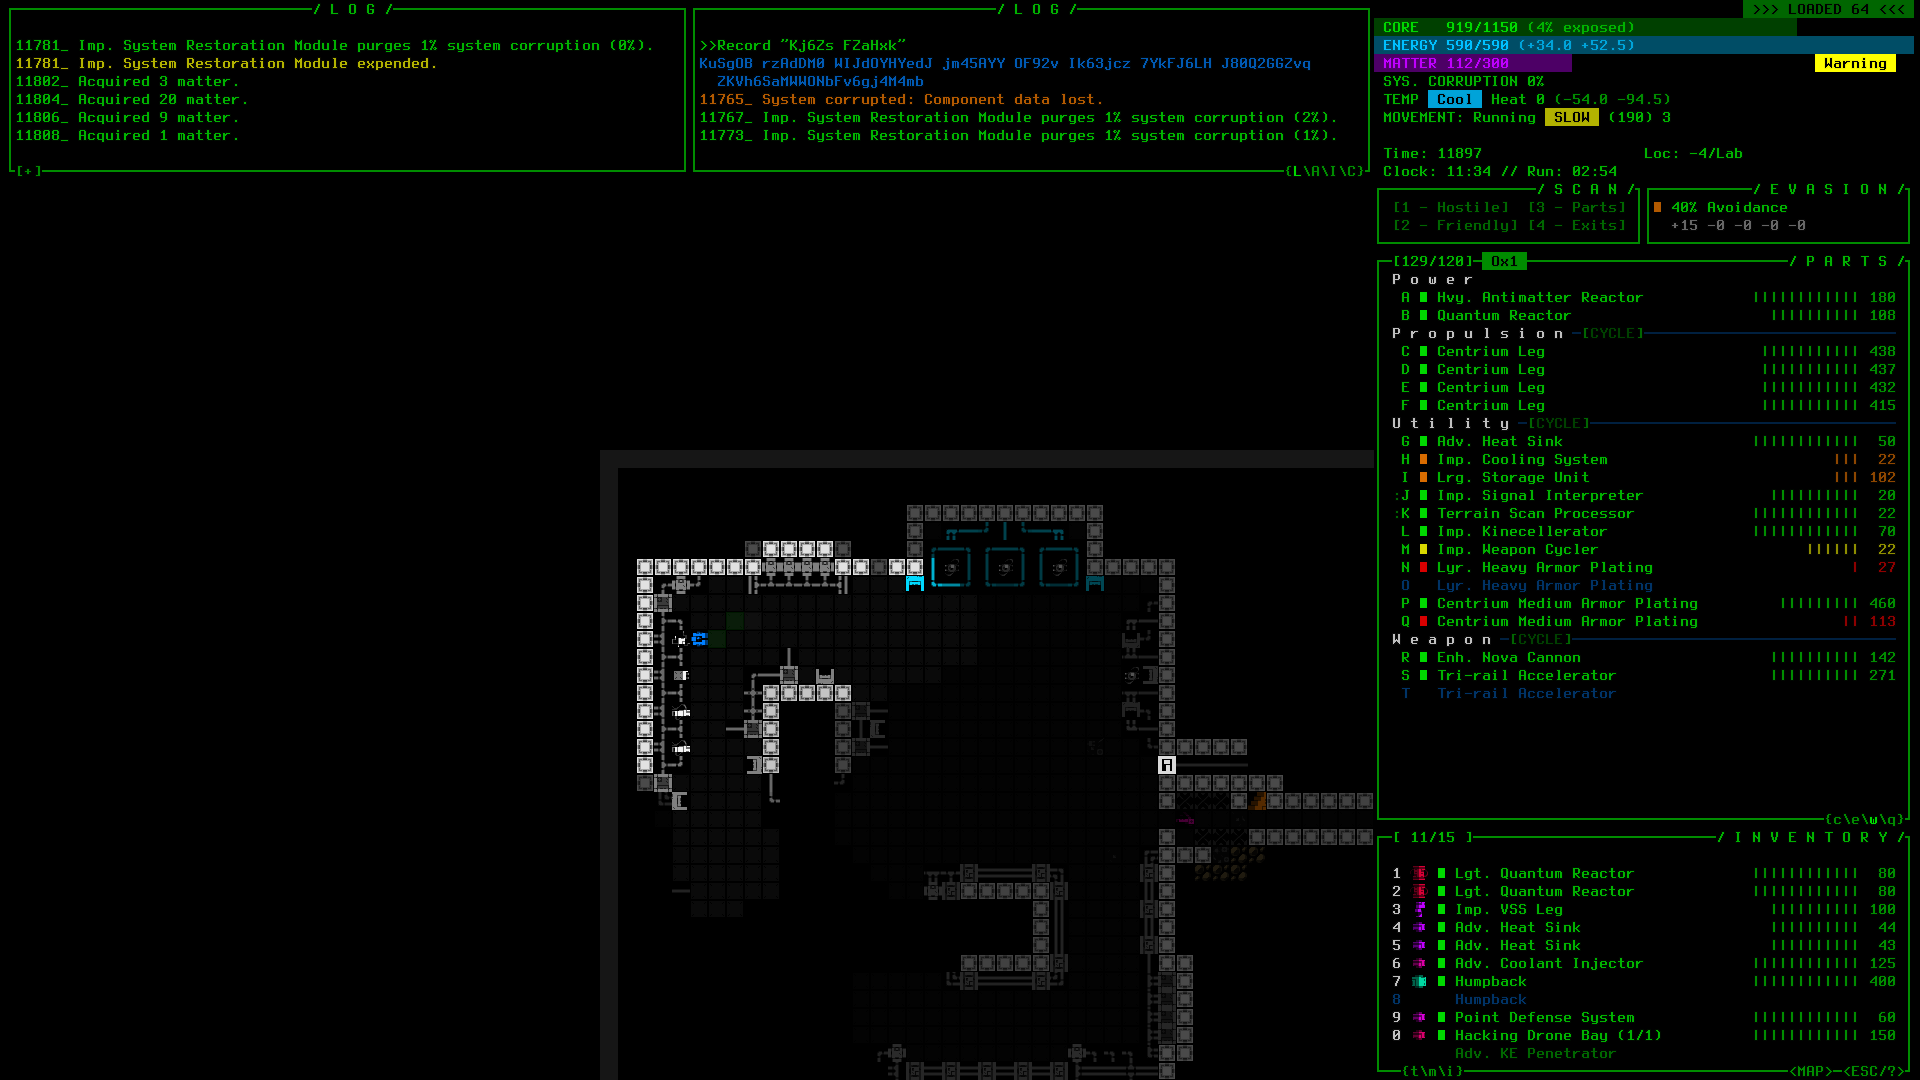 / L O G /
11781_ Imp. System Restoration Module purges 1% system corruption (0%).
11781_ Imp. System Restoration Module expended.
11802_ Acquired 3 matter.
11804_ Acquired 20 matter.
11806_ Acquired 9 matter.
11808_ Acquired 1 matter.
[+]
/ L O G /
>>Record "Kj6Zs FZaHxk"
KuSgOB rzAdDM0 WIJdOYHYedJ jm45AYY OF92v Ik63jcz 7YkFJ6LH J80Q2GGZvq
ZKVh6SaMWWONbFv6gj4M4mb
11765_ System corrupted: Component data lost.
11767_ Imp. System Restoration Module purges 1% system corruption (2%).
11773_ Imp. System Restoration Module purges 1% system corruption (1%).
(L\A\I\C)
>>> LOADED 64 <<<
CORE 919/1150 (4% exposed)
ENERGY 590/590 (+34.0 +52.5)
MATTER 112/300 Warning
SYS. CORRUPTION 0%
TEMP Cool Heat 0 (-54.0 -94.5)
MOVEMENT: Running SLOW (190) 3
Time: 11897 Loc: -4/Lab
Clock: 11:34 // Run: 02:54
/ S C A N /
[1 - Hostile] [3 - Parts]
[2 - Friendly] [4 - Exits]
/ E V A S I O N /
40% Avoidance
+15 -0 -0 -0 -0
[129/120] 0x1 / P A R T S /
P o w e r
A Hvy. Antimatter Reactor 180
B Quantum Reactor 108
P r o p u l s i o n [CYCLE]
C Centrium Leg 438
D Centrium Leg 437
E Centrium Leg 432
F Centrium Leg 415
U t i l i t y [CYCLE]
G Adv. Heat Sink 50
H Imp. Cooling System 22
I Lrg. Storage Unit 102
:J Imp. Signal Interpreter 20
:K Terrain Scan Processor 22
L Imp. Kinecellerator 70
M Imp. Weapon Cycler 22
N Lyr. Heavy Armor Plating 27
O Lyr. Heavy Armor Plating
P Centrium Medium Armor Plating 460
Q Centrium Medium Armor Plating 113
W e a p o n [CYCLE]
R Enh. Nova Cannon 142
S Tri-rail Accelerator 271
T Tri-rail Accelerator
(c\e\w\q)
[ 11/15 ] / I N V E N T O R Y /
1 Lgt. Quantum Reactor 80
2 Lgt. Quantum Reactor 80
3 Imp. VSS Leg 100
4 Adv. Heat Sink 44
5 Adv. Heat Sink 43
6 Adv. Coolant Injector 125
7 Humpback 400
8 Humpback
9 Point Defense System 60
0 Hacking Drone Bay (1/1) 150
Adv. KE Penetrator
(t\m\i) <MAP> <ESC/?>